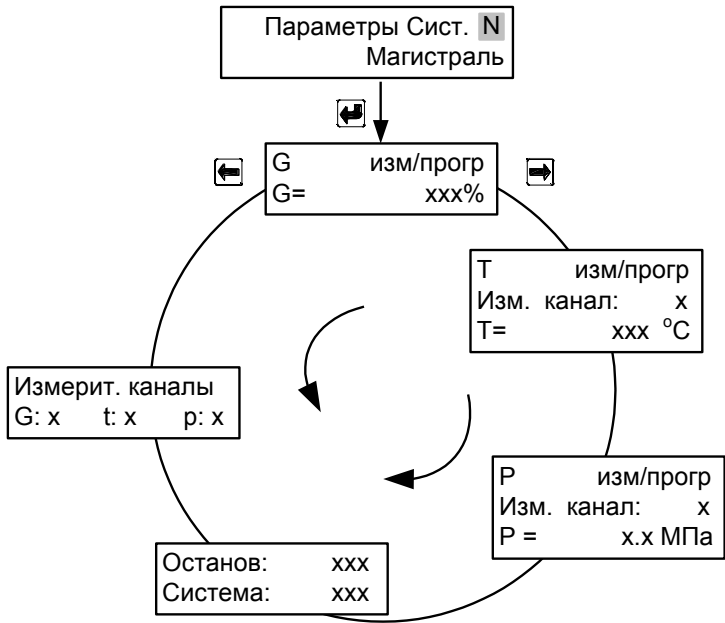 Параметры Сист. N
Магистраль
G изм/прогр
G= xxx%
T изм/прогр
Изм. канал: x
T= xxx °C
Измерит. каналы
G: x t: x p: x
P изм/прогр
Изм. канал: x
P = x.x МПа
Останов: xxx
Система: xxx